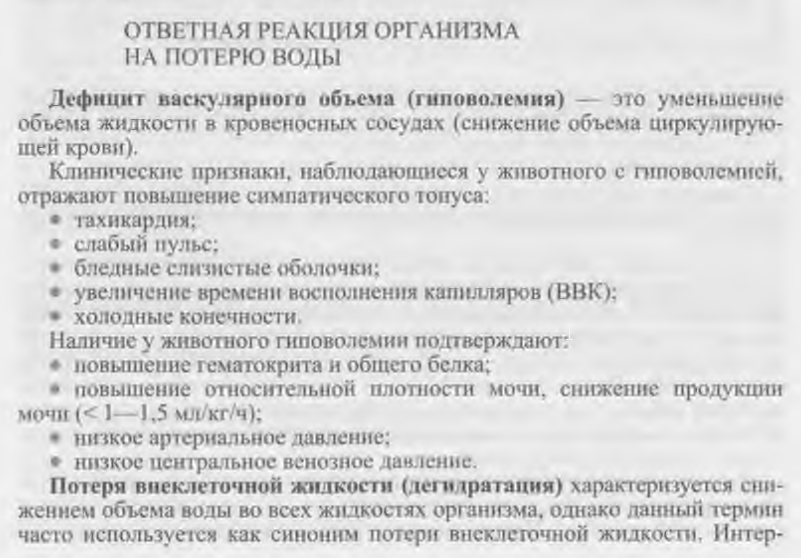 ОТВЕТНАЯ РЕАКЦИЯ ОРГАНИЗМА
НА ПОТЕРЮ ВОДЫ
Дефицит васкулярного объема (гиповолемия) — это уменьшение
объема жидкости в кровеносных сосудах (снижение объема циркулирую-
щей крови).
Клинические признаки, наблюдающиеся у животного с гиповолемией,
отражают повышение симпатического тонуса:
• тахикардия;
• слабый пульс;
• бледные слизистые оболочки;
• увеличение времени восполнения капилляров (ВВК);
• холодные конечности.
Наличие у животного гиповолемии подтверждают:
• повышение гематокрита и общего белка;
• повышение относительной плотности мочи, снижение продукции
мочи (< 1—1,5 мл/кг/ч);
• низкое артериальное давление;
• низкое центральное венозное давление.
Потеря внеклеточной жидкости (дегидратация) характеризуется сни-
жением объема воды во всех жидкостях организма, однако данный термин
часто используется как синоним потери внеклеточной жидкости. Интер-